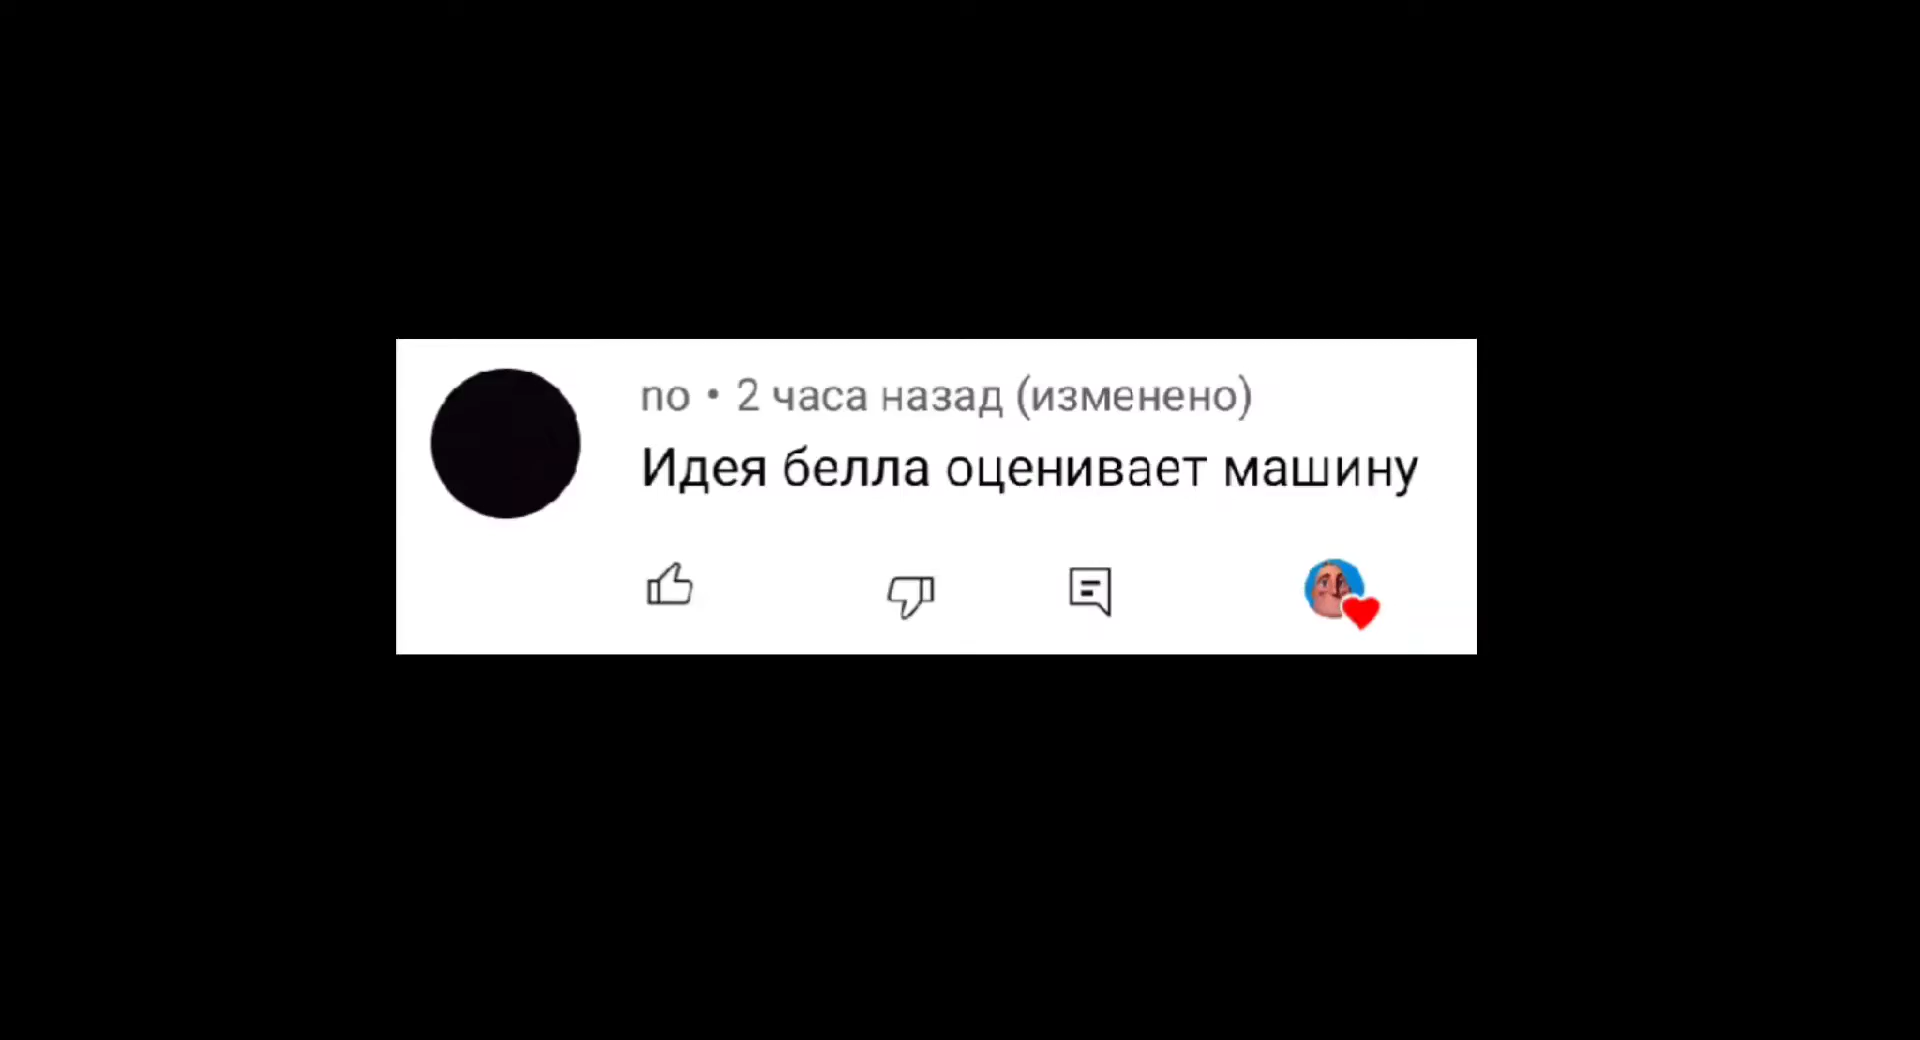 no • 2 часа назад (изменено)
Идея белла оценивает машину